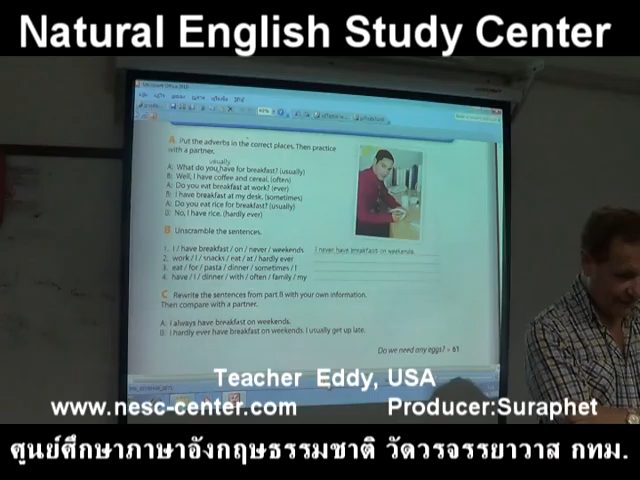 Natural English Study Center
A Put the adverbs in the correct places. Then practice
with a partner.
usually
A: What do you have for breakfast? (usually)
B: Well, I have coffee and cereal. (often)
A: Do you eat breakfast at work? (ever)
B: I have breakfast at my desk. (sometimes)
A: Do you eat rice for breakfast? (usually)
B: No, I have rice. (hardly ever)
B Unscramble the sentences.
1. I / have breakfast / on / never / weekends I never have breakfast on weekends.
2. work / I / snacks / eat / at / hardly ever
3. eat / for / pasta / dinner / sometimes / I
4. have / I / dinner / with / often / family / my
C Rewrite the sentences from part B with your own information.
Then compare with a partner.
A: I always have breakfast on weekends.
B: I hardly ever have breakfast on weekends. I usually get up late.
Do we need any eggs? • 61
Teacher Eddy, USA
www.nesc-center.com Producer:Suraphet
ศูนย์ศึกษาภาษาอังกฤษธรรมชาติ วัดวรจรรยาวาส กทม.